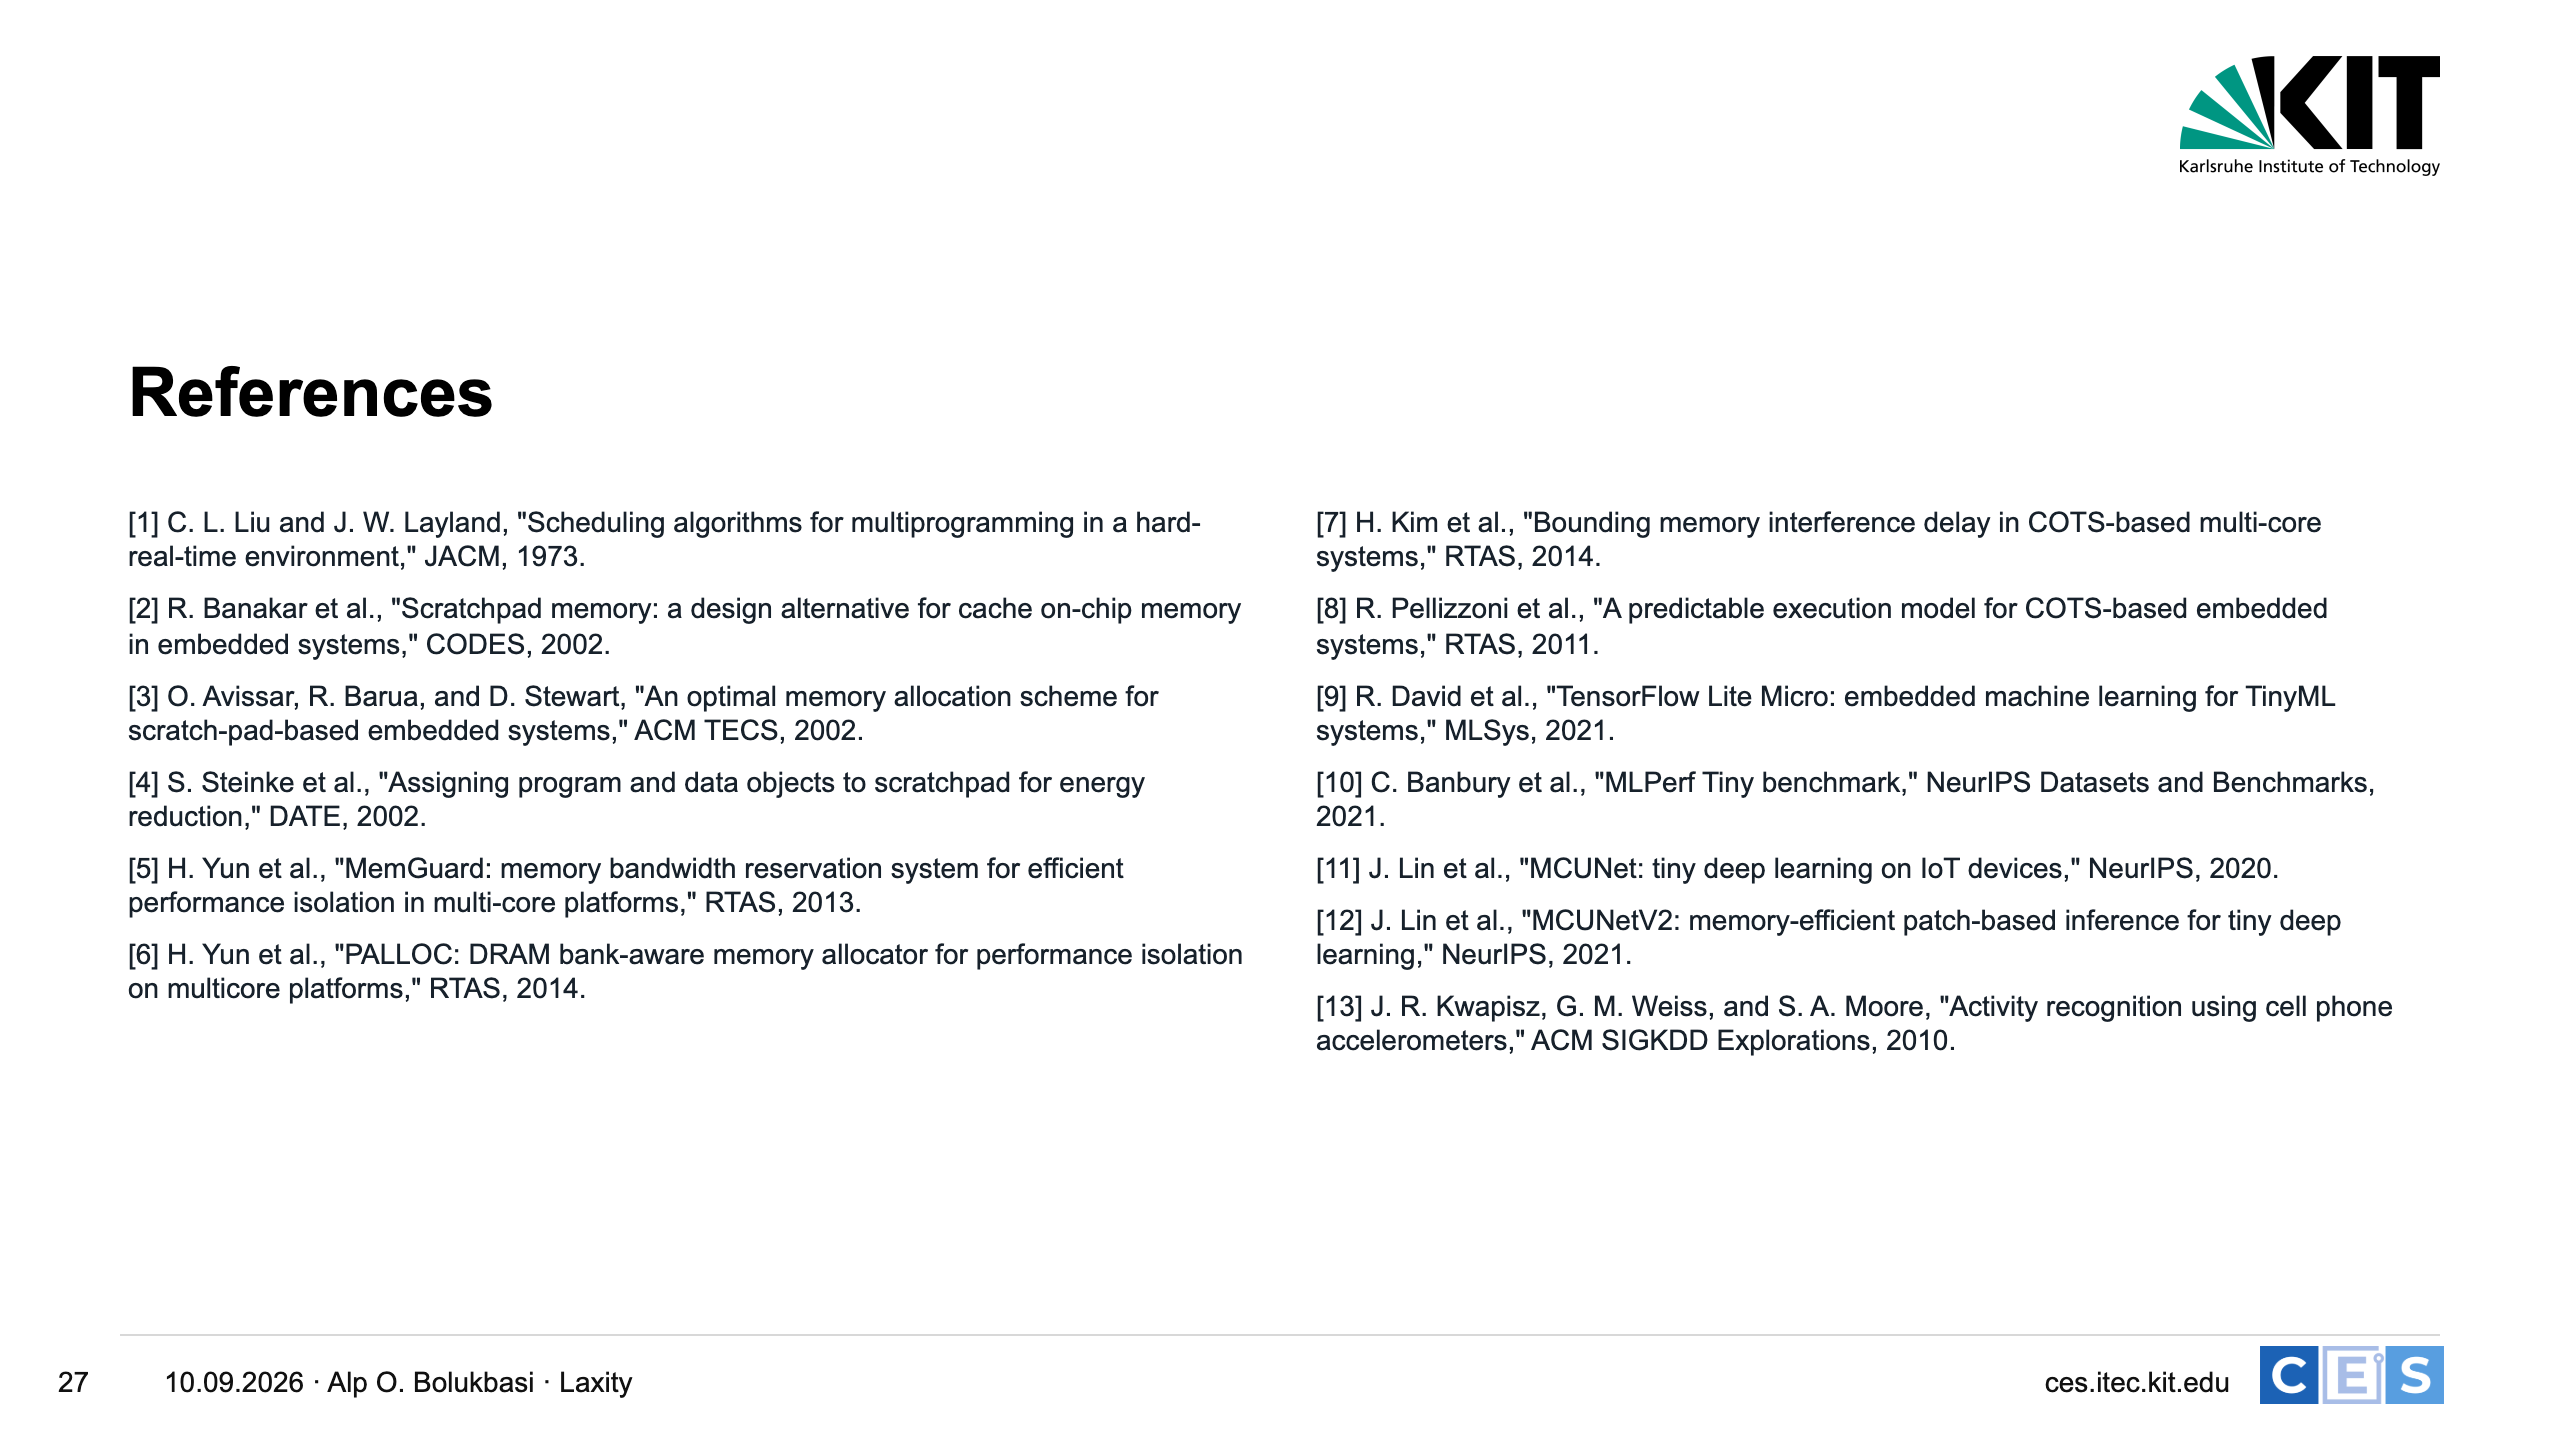 KIT
Karlsruhe Institute of Technology
References
[1] C. L. Liu and J. W. Layland, "Scheduling algorithms for multiprogramming in a hard-
real-time environment," JACM, 1973.
[2] R. Banakar et al., "Scratchpad memory: a design alternative for cache on-chip memory
in embedded systems," CODES, 2002.
[3] O. Avissar, R. Barua, and D. Stewart, "An optimal memory allocation scheme for
scratch-pad-based embedded systems," ACM TECS, 2002.
[4] S. Steinke et al., "Assigning program and data objects to scratchpad for energy
reduction," DATE, 2002.
[5] H. Yun et al., "MemGuard: memory bandwidth reservation system for efficient
performance isolation in multi-core platforms," RTAS, 2013.
[6] H. Yun et al., "PALLOC: DRAM bank-aware memory allocator for performance isolation
on multicore platforms," RTAS, 2014.
[7] H. Kim et al., "Bounding memory interference delay in COTS-based multi-core
systems," RTAS, 2014.
[8] R. Pellizzoni et al., "A predictable execution model for COTS-based embedded
systems," RTAS, 2011.
[9] R. David et al., "TensorFlow Lite Micro: embedded machine learning for TinyML
systems," MLSys, 2021.
[10] C. Banbury et al., "MLPerf Tiny benchmark," NeurIPS Datasets and Benchmarks,
2021.
[11] J. Lin et al., "MCUNet: tiny deep learning on IoT devices," NeurIPS, 2020.
[12] J. Lin et al., "MCUNetV2: memory-efficient patch-based inference for tiny deep
learning," NeurIPS, 2021.
[13] J. R. Kwapisz, G. M. Weiss, and S. A. Moore, "Activity recognition using cell phone
accelerometers," ACM SIGKDD Explorations, 2010.
27
10.09.2026 · Alp O. Bolukbasi · Laxity
ces.itec.kit.edu
CES